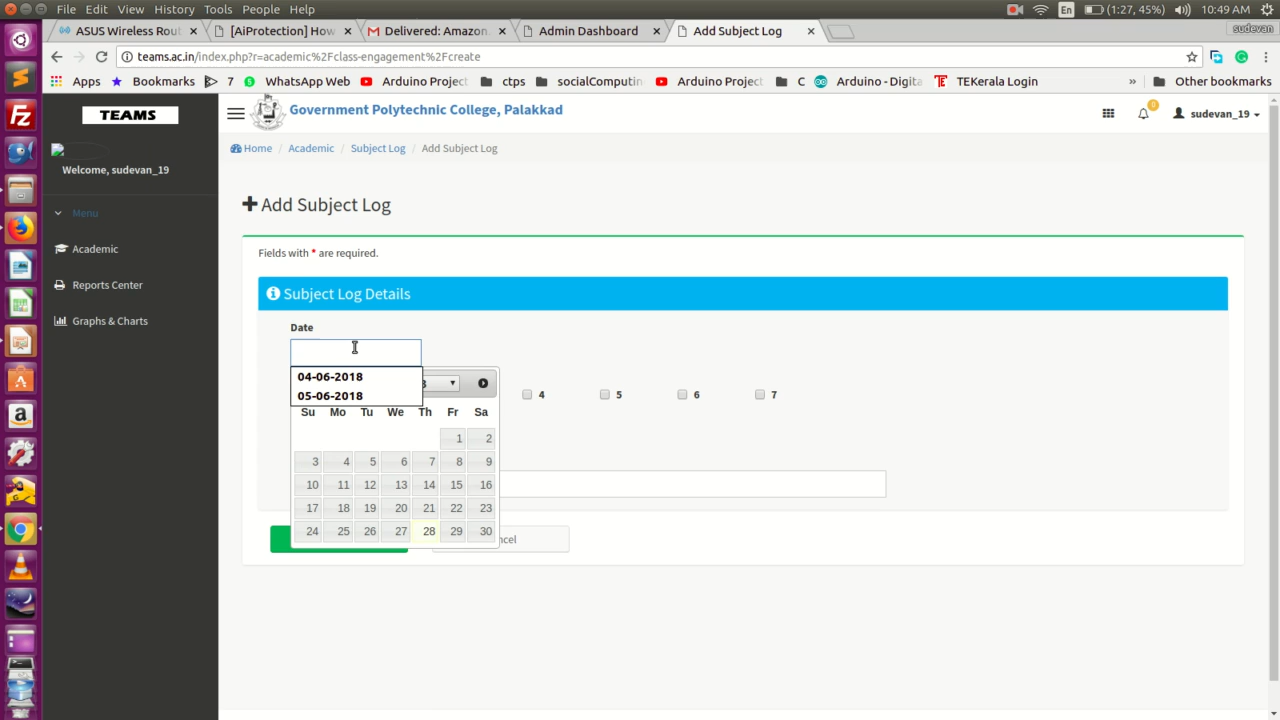 File Edit View History Tools People Help
En (1:27, 45%) 10:49 AM
ASUS Wireless Rou × [AiProtection] How × Delivered: Amazon × Admin Dashboard × Add Subject Log × sudevan
teams.ac.in/index.php?r=academic%2Fclass-engagement%2Fcreate
Apps Bookmarks 7 WhatsApp Web Arduino Project ctps socialComputin Arduino Project C Arduino - Digita TEKerala Login » Other bookmarks
TEAMS
Government Polytechnic College, Palakkad
sudevan_19
Home / Academic / Subject Log / Add Subject Log
Welcome, sudevan_19
Menu
Academic
Reports Center
Graphs & Charts
Add Subject Log
Fields with * are required.
Subject Log Details
Date
04-06-2018
05-06-2018
4 5 6 7
Su Mo Tu We Th Fr Sa
1 2
3 4 5 6 7 8 9
10 11 12 13 14 15 16
17 18 19 20 21 22 23
24 25 26 27 28 29 30
ncel